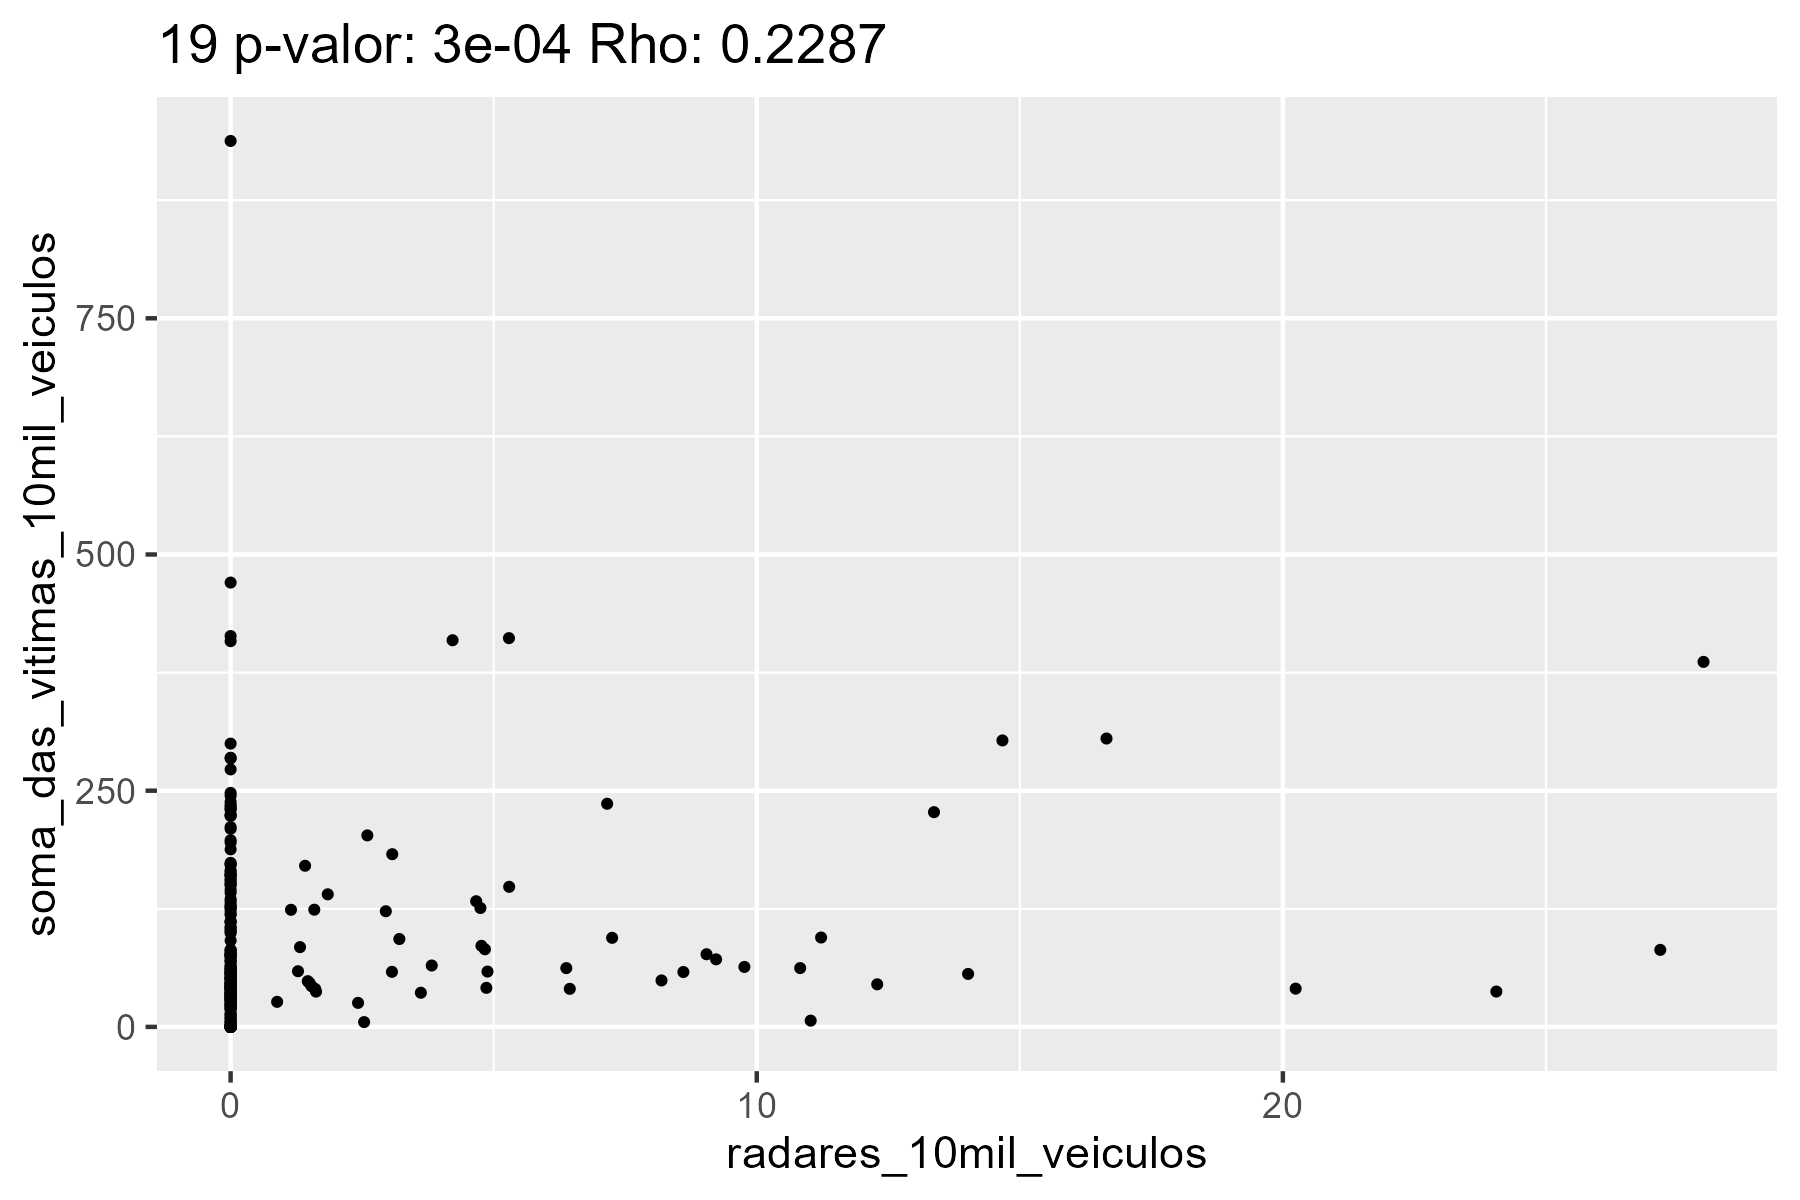 19 p-valor: 3e-04 Rho: 0.2287
soma_das_vitimas_10mil_veiculos
750
500
250
0
0 10 20
radares_10mil_veiculos